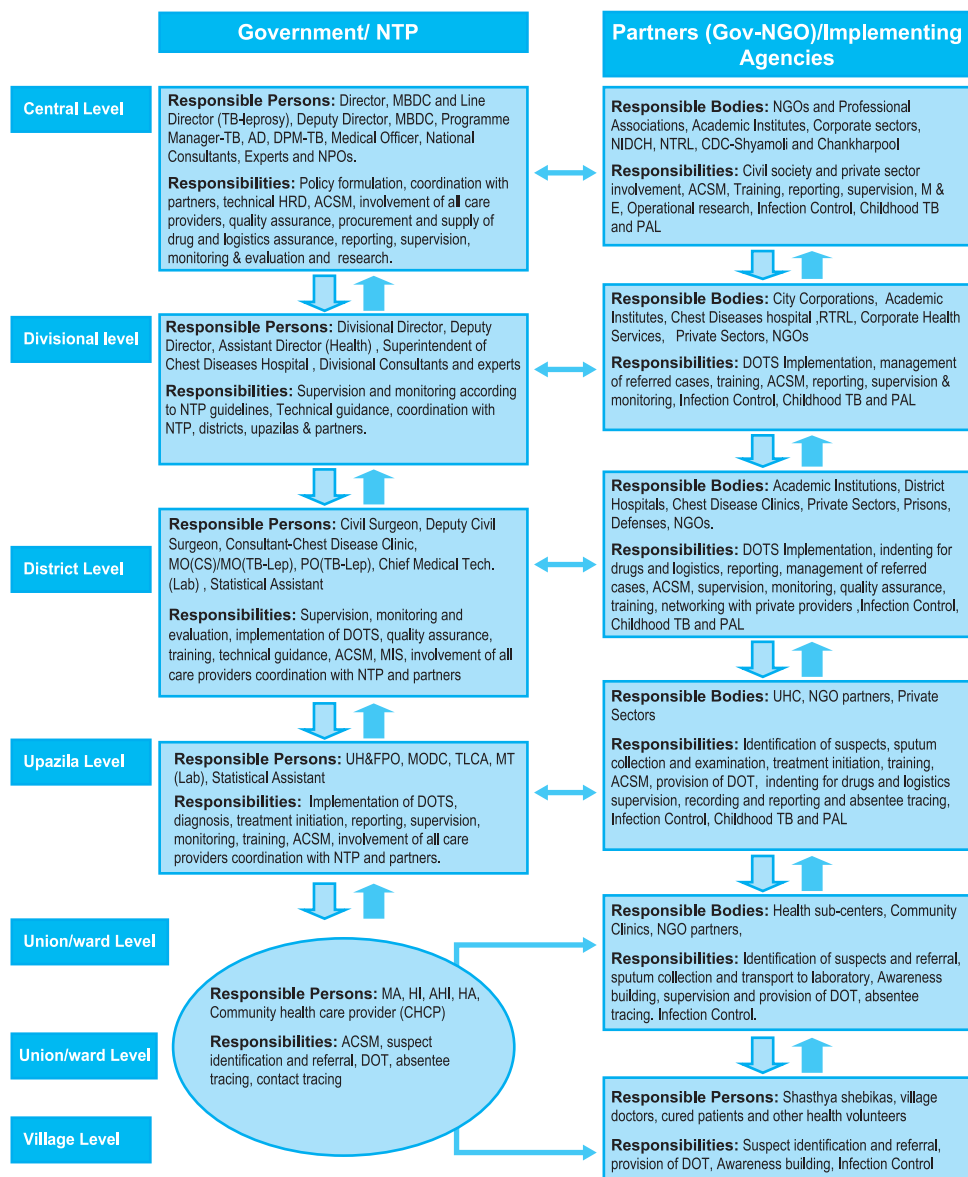 Government/ NTP
Partners (Gov-NGO)/Implementing
Agencies
Central Level
Responsible Persons: Director, MBDC and Line
Director (TB-leprosy), Deputy Director, MBDC, Programme
Manager-TB, AD, DPM-TB, Medical Officer, National
Consultants, Experts and NPOs.
Responsibilities: Policy formulation, coordination with
partners, technical HRD, ACSM, involvement of all care
providers, quality assurance, procurement and supply of
drug and logistics assurance, reporting, supervision,
monitoring & evaluation and research.
Responsible Bodies: NGOs and Professional
Associations, Academic Institutes, Corporate sectors,
NIDCH, NTRL, CDC-Shyamoli and Chankharpool
Responsibilities: Civil society and private sector
involvement, ACSM, Training, reporting, supervision, M &
E, Operational research, Infection Control, Childhood TB
and PAL
Divisional level
Responsible Persons: Divisional Director, Deputy
Director, Assistant Director (Health) , Superintendent of
Chest Diseases Hospital , Divisional Consultants and experts
Responsibilities: Supervision and monitoring according
to NTP guidelines, Technical guidance, coordination with
NTP, districts, upazilas & partners.
Responsible Bodies: City Corporations, Academic
Institutes, Chest Diseases hospital ,RTRL, Corporate Health
Services, Private Sectors, NGOs
Responsibilities: DOTS Implementation, management
of referred cases, training, ACSM, reporting, supervision &
monitoring, Infection Control, Childhood TB and PAL
District Level
Responsible Persons: Civil Surgeon, Deputy Civil
Surgeon, Consultant-Chest Disease Clinic,
MO(CS)/MO(TB-Lep), PO(TB-Lep), Chief Medical Tech.
(Lab) , Statistical Assistant
Responsibilities: Supervision, monitoring and
evaluation, implementation of DOTS, quality assurance,
training, technical guidance, ACSM, MIS, involvement of all
care providers coordination with NTP and partners
Responsible Bodies: Academic Institutions, District
Hospitals, Chest Disease Clinics, Private Sectors, Prisons,
Defenses, NGOs.
Responsibilities: DOTS Implementation, indenting for
drugs and logistics, reporting, management of referred
cases, ACSM, supervision, monitoring, quality assurance,
training, networking with private providers ,Infection Control,
Childhood TB and PAL
Upazila Level
Responsible Persons: UH&FPO, MODC, TLCA, MT
(Lab), Statistical Assistant
Responsibilities: Implementation of DOTS,
diagnosis, treatment initiation, reporting, supervision,
monitoring, training, ACSM, involvement of all care
providers coordination with NTP and partners.
Responsible Bodies: UHC, NGO partners, Private
Sectors
Responsibilities: Identification of suspects, sputum
collection and examination, treatment initiation, training,
ACSM, provision of DOT, indenting for drugs and logistics
supervision, recording and reporting and absentee tracing,
Infection Control, Childhood TB and PAL
Union/ward Level
Union/ward Level
Village Level
Responsible Persons: MA, HI, AHI, HA,
Community health care provider (CHCP)
Responsibilities: ACSM, suspect
identification and referral, DOT, absentee
tracing, contact tracing
Responsible Bodies: Health sub-centers, Community
Clinics, NGO partners,
Responsibilities: Identification of suspects and referral,
sputum collection and transport to laboratory, Awareness
building, supervision and provision of DOT, absentee
tracing. Infection Control.
Responsible Persons: Shasthya shebikas, village
doctors, cured patients and other health volunteers
Responsibilities: Suspect identification and referral,
provision of DOT, Awareness building, Infection Control